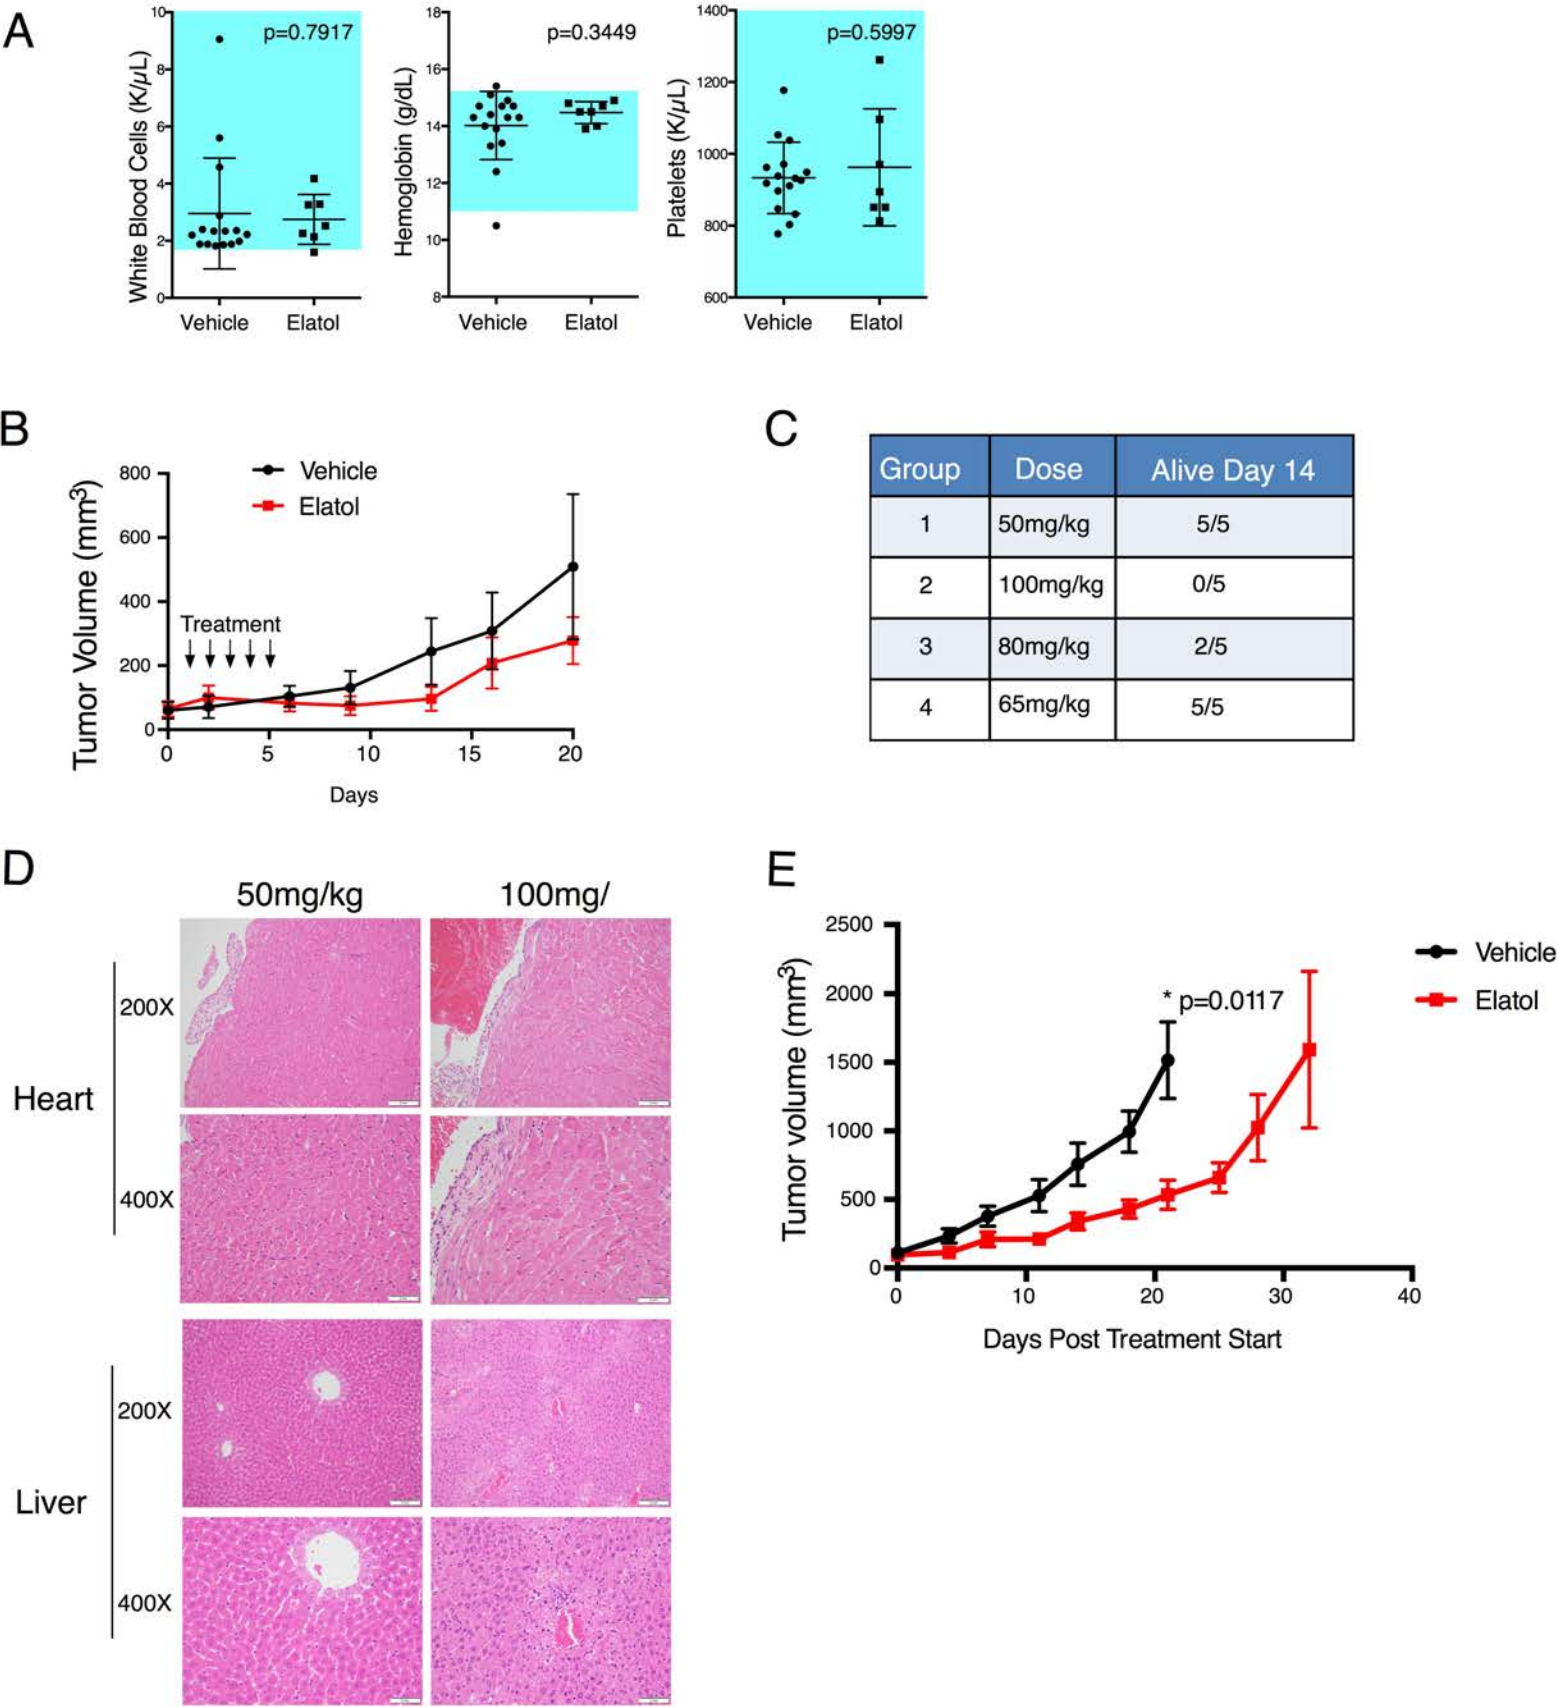 A
10
8
6
4
2
0
White Blood Cells (K/µL)
p=0.7917
Vehicle Elatol
18
16
14
12
10
8
Hemoglobin (g/dL)
p=0.3449
Vehicle Elatol
1400
1200
1000
800
600
Platelets (K/µL)
p=0.5997
Vehicle Elatol
B
Vehicle
Elatol
800
600
400
200
0
Tumor Volume (mm³)
Treatment
0 5 10 15 20
Days
C
Group Dose Alive Day 14
1 50mg/kg 5/5
2 100mg/kg 0/5
3 80mg/kg 2/5
4 65mg/kg 5/5
D
50mg/kg 100mg/
Heart
200X
400X
Liver
200X
400X
E
2500
2000
1500
1000
500
0
Tumor volume (mm³)
* p=0.0117
Vehicle
Elatol
0 10 20 30 40
Days Post Treatment Start